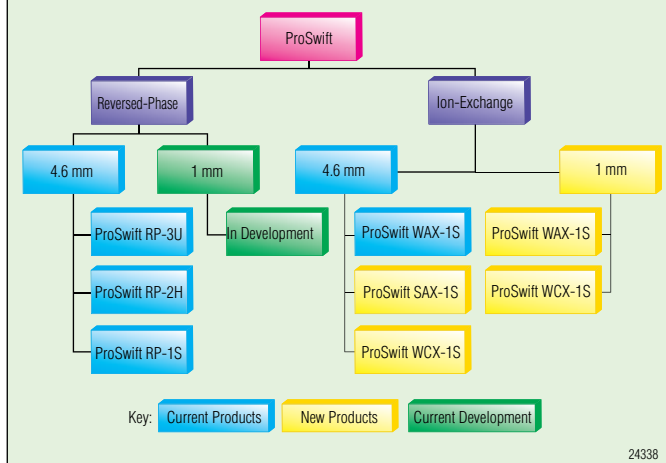 ProSwift
Reversed-Phase
Ion-Exchange
4.6 mm
1 mm
4.6 mm
1 mm
ProSwift RP-3U
In Development
ProSwift WAX-1S
ProSwift WAX-1S
ProSwift RP-2H
ProSwift SAX-1S
ProSwift WCX-1S
ProSwift RP-1S
ProSwift WCX-1S
Key: Current Products New Products Current Development
24338